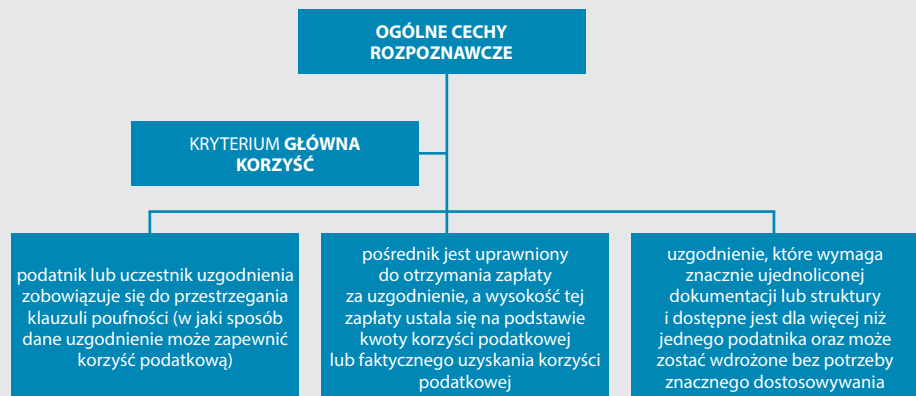 OGÓLNE CECHY
ROZPOZNAWCZE
KRYTERIUM GŁÓWNA
KORZYŚĆ
podatnik lub uczestnik uzgodnienia
zobowiązuje się do przestrzegania
klauzuli poufności (w jaki sposób
dane uzgodnienie może zapewnić
korzyść podatkową)
pośrednik jest uprawniony
do otrzymania zapłaty
za uzgodnienie, a wysokość tej
zapłaty ustala się na podstawie
kwoty korzyści podatkowej
lub faktycznego uzyskania korzyści
podatkowej
uzgodnienie, które wymaga
znacznie ujednoliconej
dokumentacji lub struktury
i dostępne jest dla więcej niż
jednego podatnika oraz może
zostać wdrożone bez potrzeby
znacznego dostosowywania